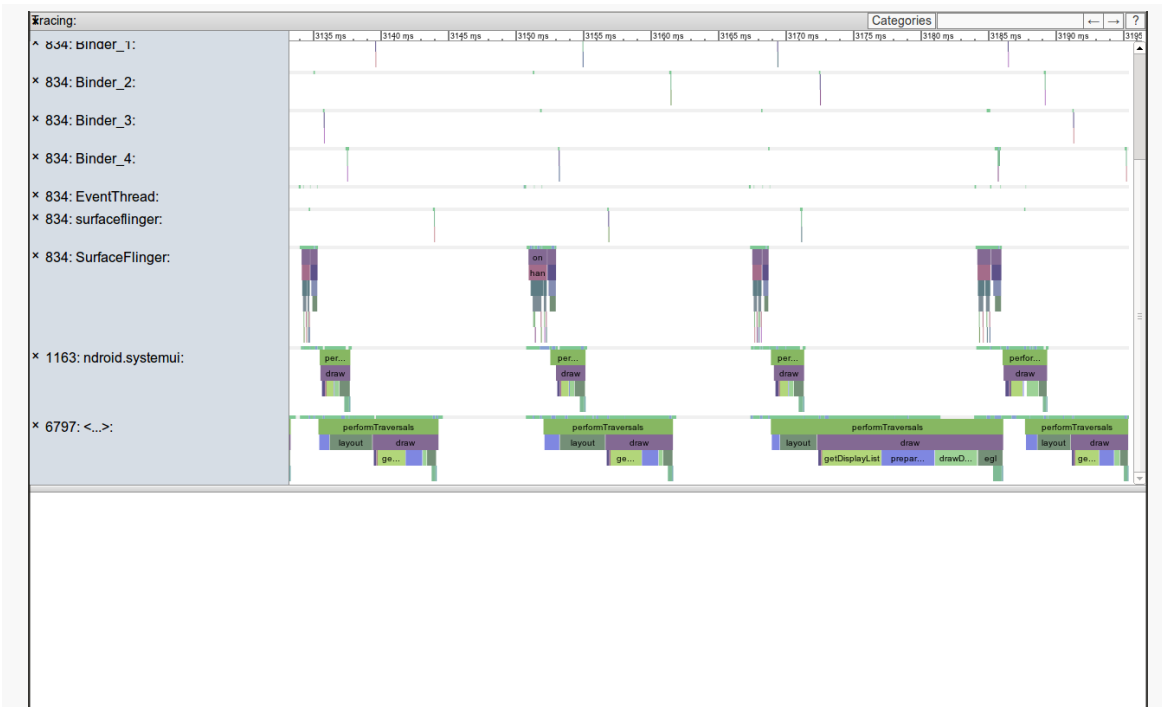 Tracing:
Categories ← → ?
3135 ms 3140 ms 3145 ms 3150 ms 3155 ms 3160 ms 3165 ms 3170 ms 3175 ms 3180 ms 3185 ms 3190 ms 3195
× 834: Binder_1:
× 834: Binder_2:
× 834: Binder_3:
× 834: Binder_4:
× 834: EventThread:
× 834: surfaceflinger:
× 834: SurfaceFlinger:
on
han
× 1163: ndroid.systemui:
per... per... per... perfor...
draw draw draw draw
× 6797: <...>:
performTraversals performTraversals performTraversals performTraversals
layout draw layout draw layout draw layout draw
ge... ge... getDisplayList prepar... drawD... egl ge...